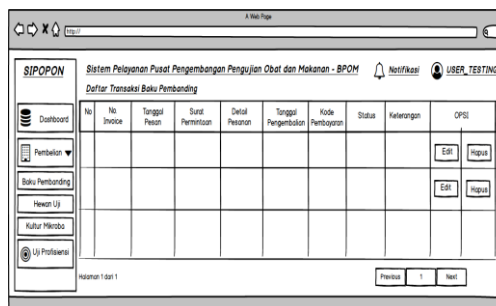 A Web Page
http://
SIPOPON
Sistem Pelayanan Pusat Pengembangan Pengujian Obat dan Makanan - BPOM
Notifikasi
USER_TESTING
Daftar Transaksi Baku Pembanding
Dashboard
Pembelian
Baku Pembanding
Hewan Uji
Kultur Mikroba
Uji Profisiensi
No
No. Invoice
Tanggal Pesan
Surat Permintaan
Detail Pesanan
Tanggal Pengembalian
Kode Pembayaran
Status
Keterangan
OPSI
Edit
Hapus
Edit
Hapus
Halaman 1 dari 1
Previous
1
Next